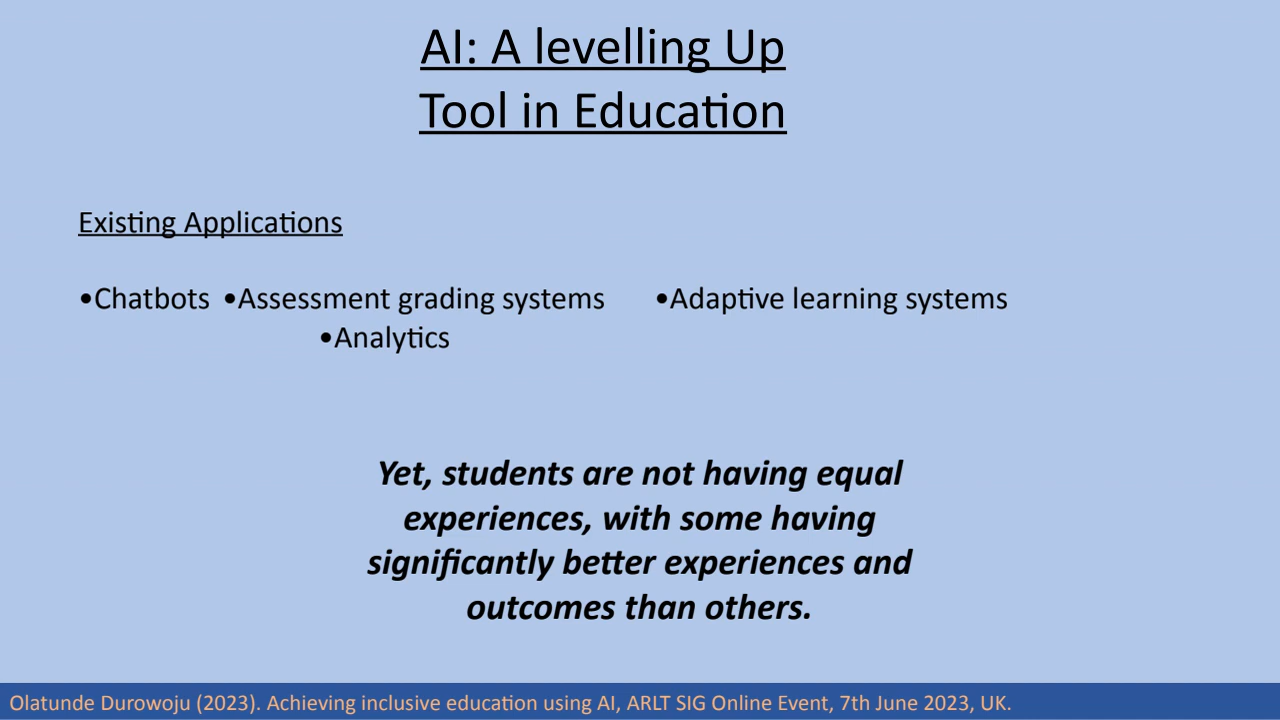 AI: A levelling Up
Tool in Education
Existing Applications
•Chatbots •Assessment grading systems •Adaptive learning systems
•Analytics
Yet, students are not having equal
experiences, with some having
significantly better experiences and
outcomes than others.
Olatunde Durowoju (2023). Achieving inclusive education using AI, ARLT SIG Online Event, 7th June 2023, UK.